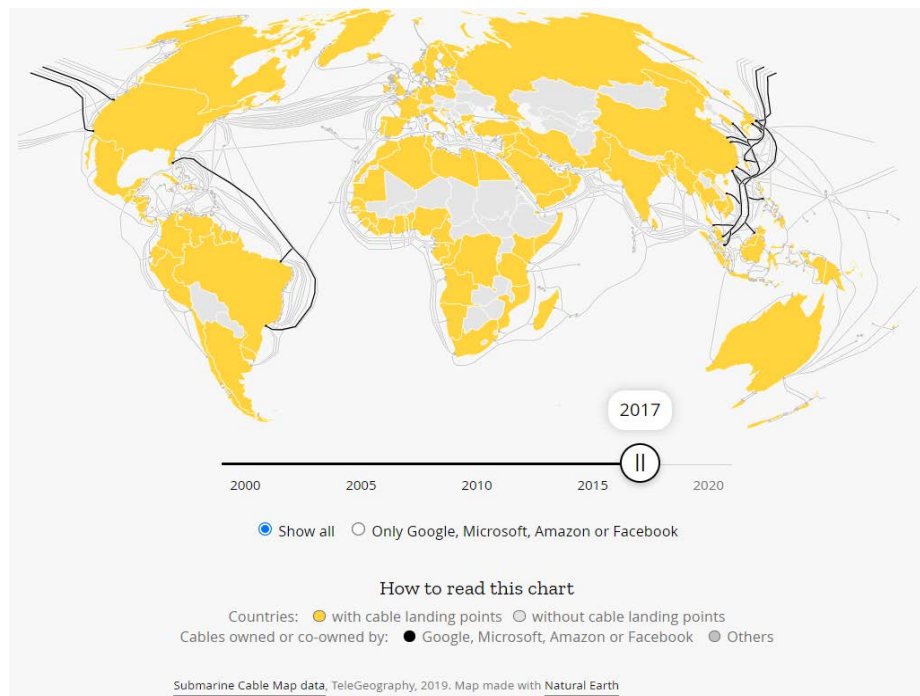 2017
2000 2005 2010 2015 2020
Show all Only Google, Microsoft, Amazon or Facebook
How to read this chart
Countries: with cable landing points without cable landing points
Cables owned or co-owned by: Google, Microsoft, Amazon or Facebook Others
Submarine Cable Map data, TeleGeography, 2019. Map made with Natural Earth